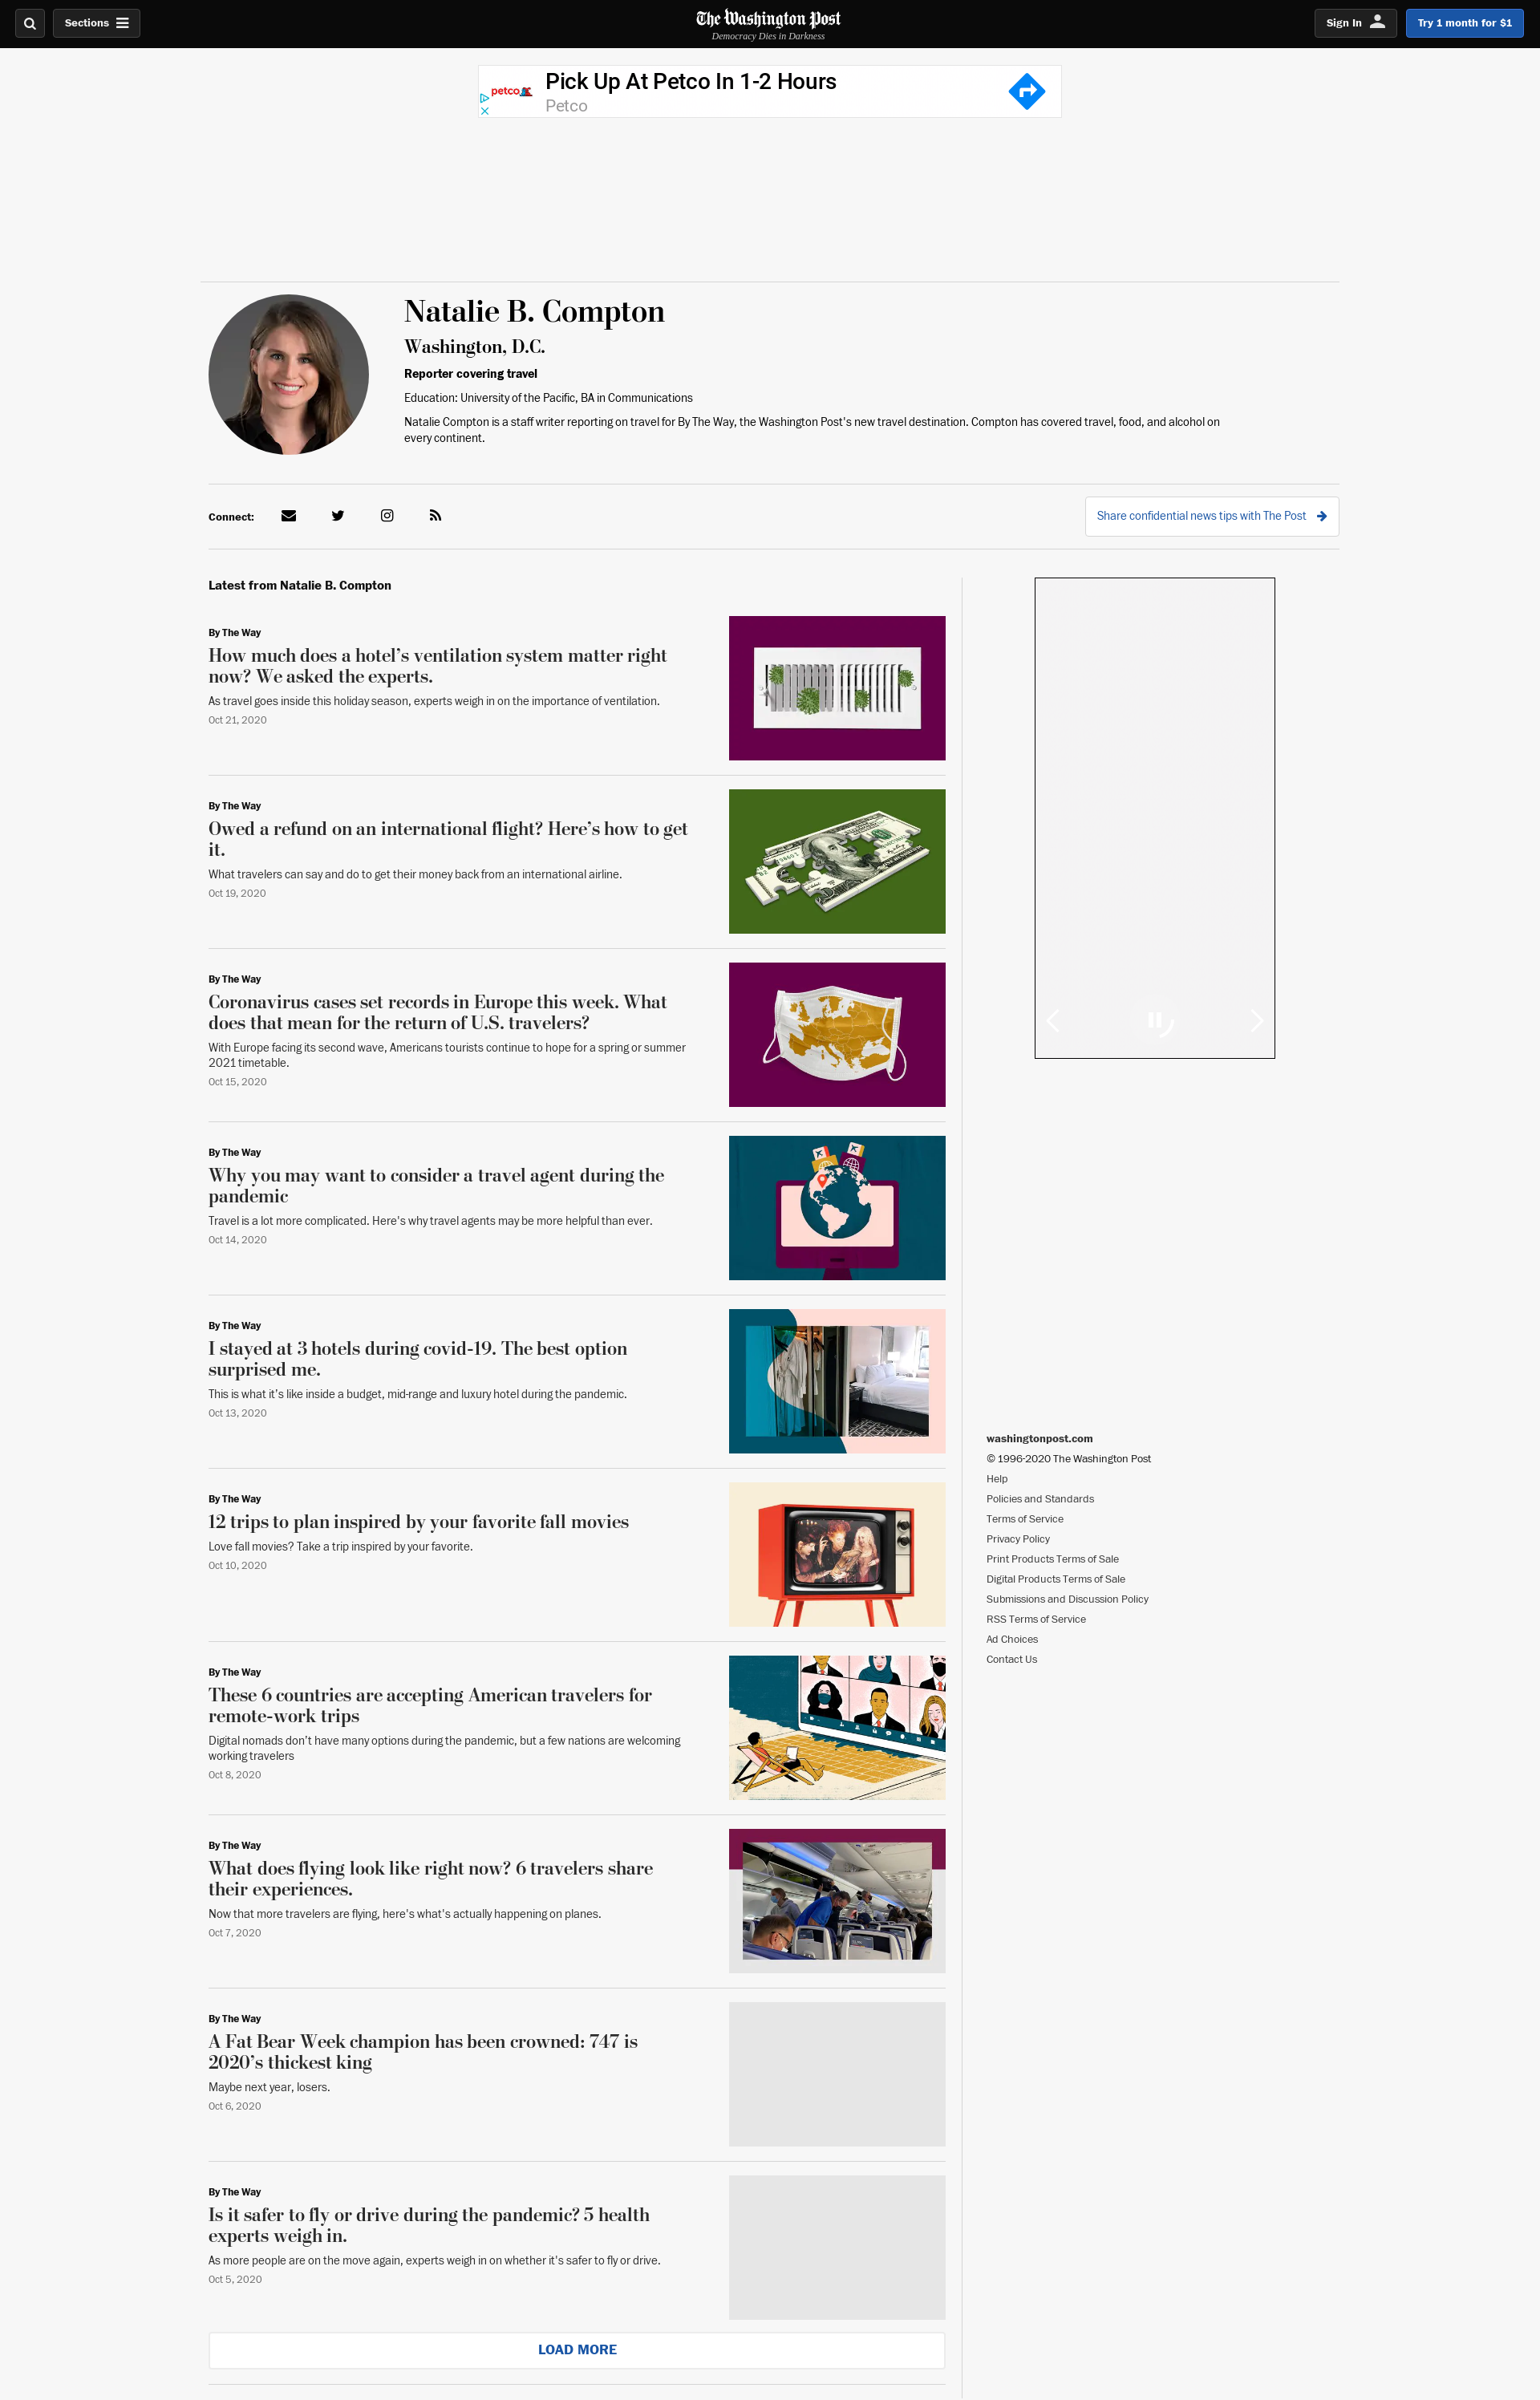 Sections
The Washington Post
Democracy Dies in Darkness
Sign In
Try 1 month for $1
petco
Pick Up At Petco In 1-2 Hours
Petco
Natalie B. Compton
Washington, D.C.
Reporter covering travel
Education: University of the Pacific, BA in Communications
Natalie Compton is a staff writer reporting on travel for By The Way, the Washington Post's new travel destination. Compton has covered travel, food, and alcohol on
every continent.
Connect:
Share confidential news tips with The Post
Latest from Natalie B. Compton
By The Way
How much does a hotel’s ventilation system matter right
now? We asked the experts.
As travel goes inside this holiday season, experts weigh in on the importance of ventilation.
Oct 21, 2020
By The Way
Owed a refund on an international flight? Here’s how to get
it.
What travelers can say and do to get their money back from an international airline.
Oct 19, 2020
By The Way
Coronavirus cases set records in Europe this week. What
does that mean for the return of U.S. travelers?
With Europe facing its second wave, Americans tourists continue to hope for a spring or summer
2021 timetable.
Oct 15, 2020
By The Way
Why you may want to consider a travel agent during the
pandemic
Travel is a lot more complicated. Here's why travel agents may be more helpful than ever.
Oct 14, 2020
By The Way
I stayed at 3 hotels during covid-19. The best option
surprised me.
This is what it's like inside a budget, mid-range and luxury hotel during the pandemic.
Oct 13, 2020
By The Way
12 trips to plan inspired by your favorite fall movies
Love fall movies? Take a trip inspired by your favorite.
Oct 10, 2020
By The Way
These 6 countries are accepting American travelers for
remote-work trips
Digital nomads don’t have many options during the pandemic, but a few nations are welcoming
working travelers
Oct 8, 2020
By The Way
What does flying look like right now? 6 travelers share
their experiences.
Now that more travelers are flying, here's what's actually happening on planes.
Oct 7, 2020
By The Way
A Fat Bear Week champion has been crowned: 747 is
2020’s thickest king
Maybe next year, losers.
Oct 6, 2020
By The Way
Is it safer to fly or drive during the pandemic? 5 health
experts weigh in.
As more people are on the move again, experts weigh in on whether it's safer to fly or drive.
Oct 5, 2020
LOAD MORE
washingtonpost.com
© 1996-2020 The Washington Post
Help
Policies and Standards
Terms of Service
Privacy Policy
Print Products Terms of Sale
Digital Products Terms of Sale
Submissions and Discussion Policy
RSS Terms of Service
Ad Choices
Contact Us